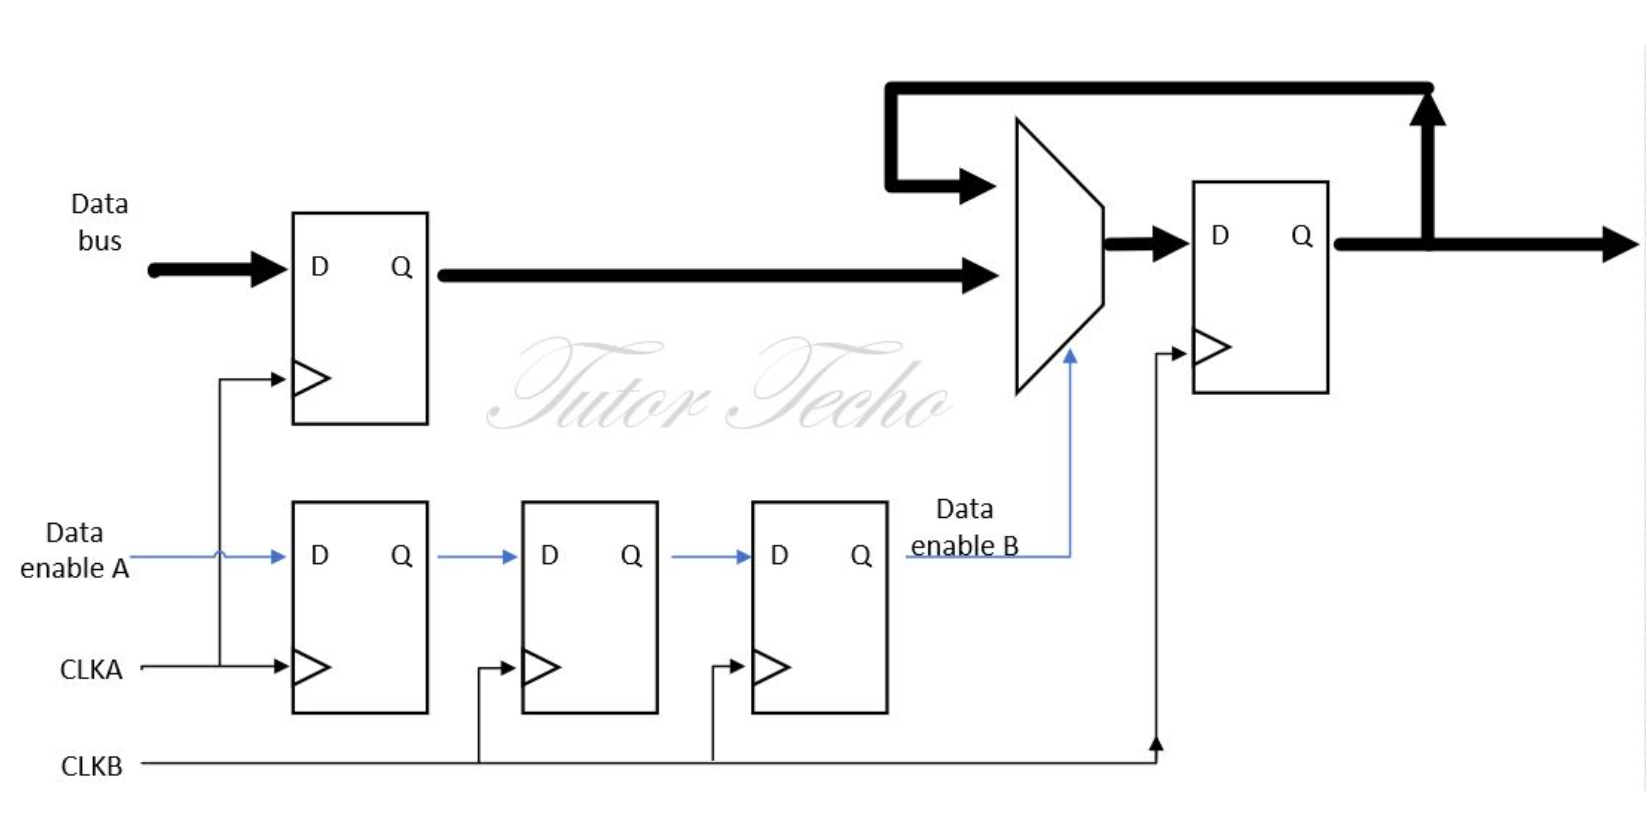 Data
bus
D Q
D Q
Tutor Techo
Data
enable A
D Q
D Q
D Q
Data
enable B
CLKA
CLKB